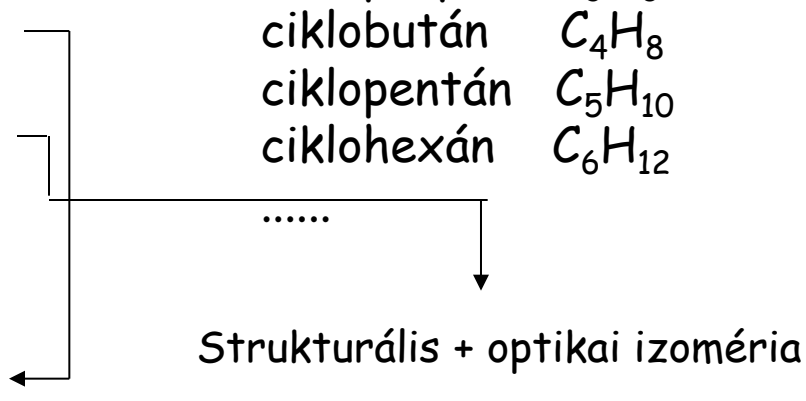 ciklobután C₄H₈
ciklopentán C₅H₁₀
ciklohexán C₆H₁₂
......
Strukturális + optikai izoméria